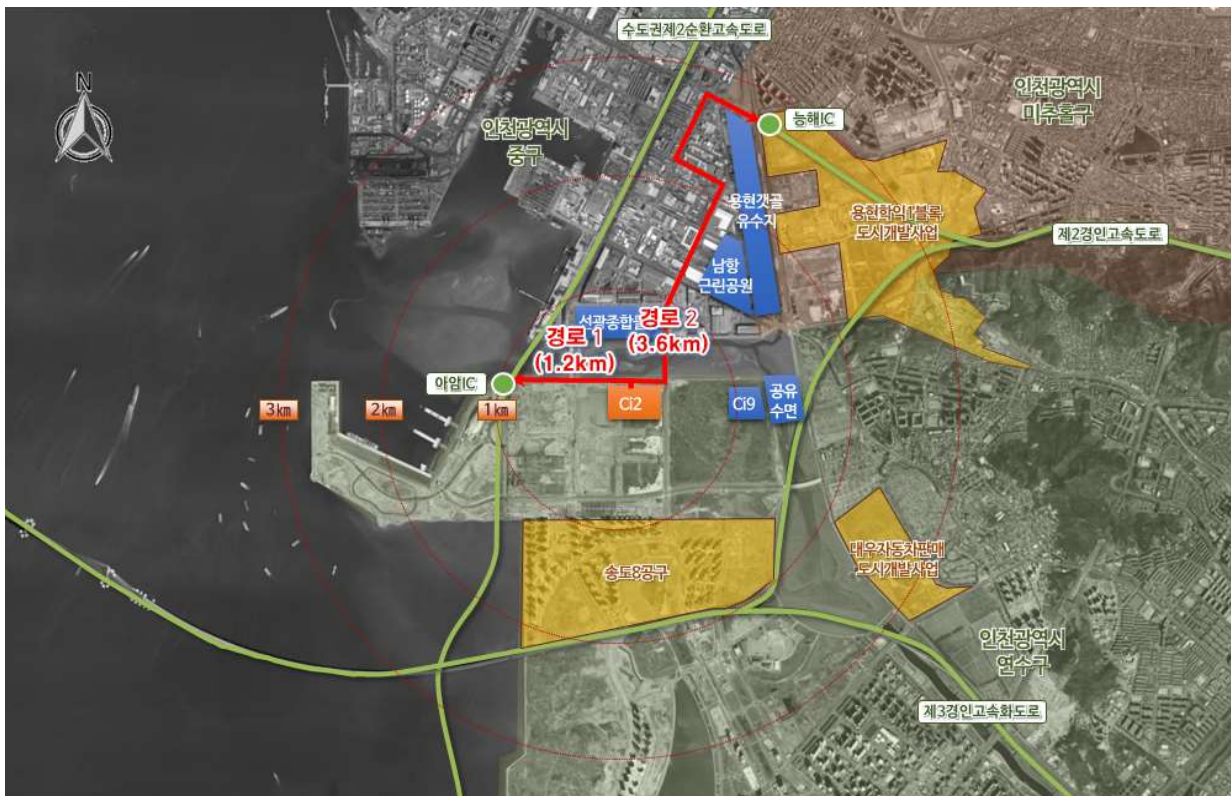 수도권제2순환고속도로
N
인천광역시
중구
능해IC
인천광역시
미추홀구
용현갯골
유수지
용현학익1블록
도시개발사업
제2경인고속도로
남항
근린공원
석광종합물
경로 1
(1.2km)
경로 2
(3.6km)
아암IC
3㎞
2㎞
1㎞
Ci2
Ci9
공유
수면
송도8공구
대우자동차판매
도시개발사업
인천광역시
연수구
제3경인고속화도로